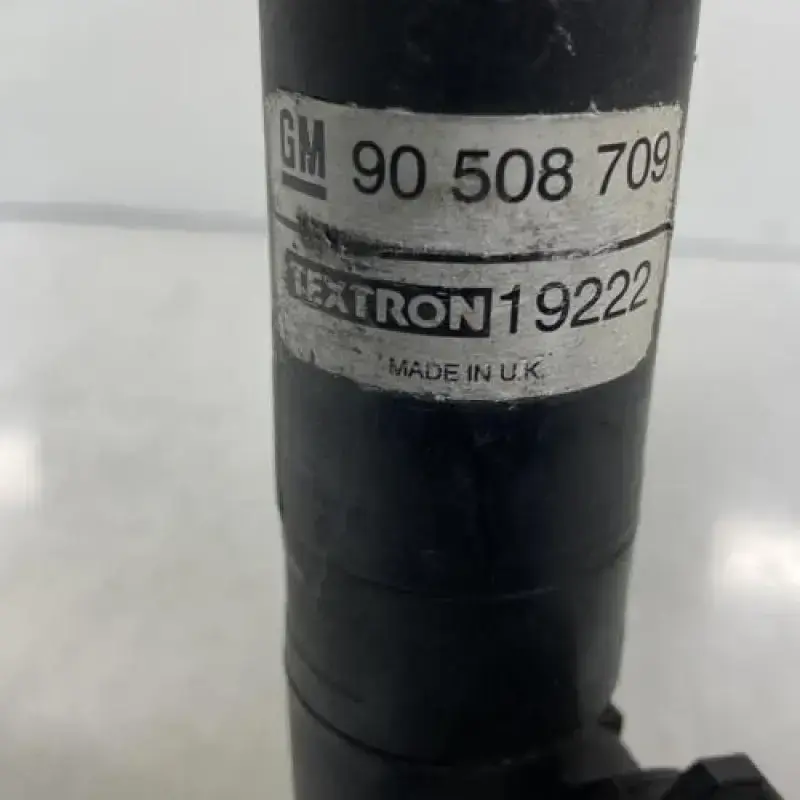 GM 90 508 709
TEXTRON 19222
MADE IN U.K.